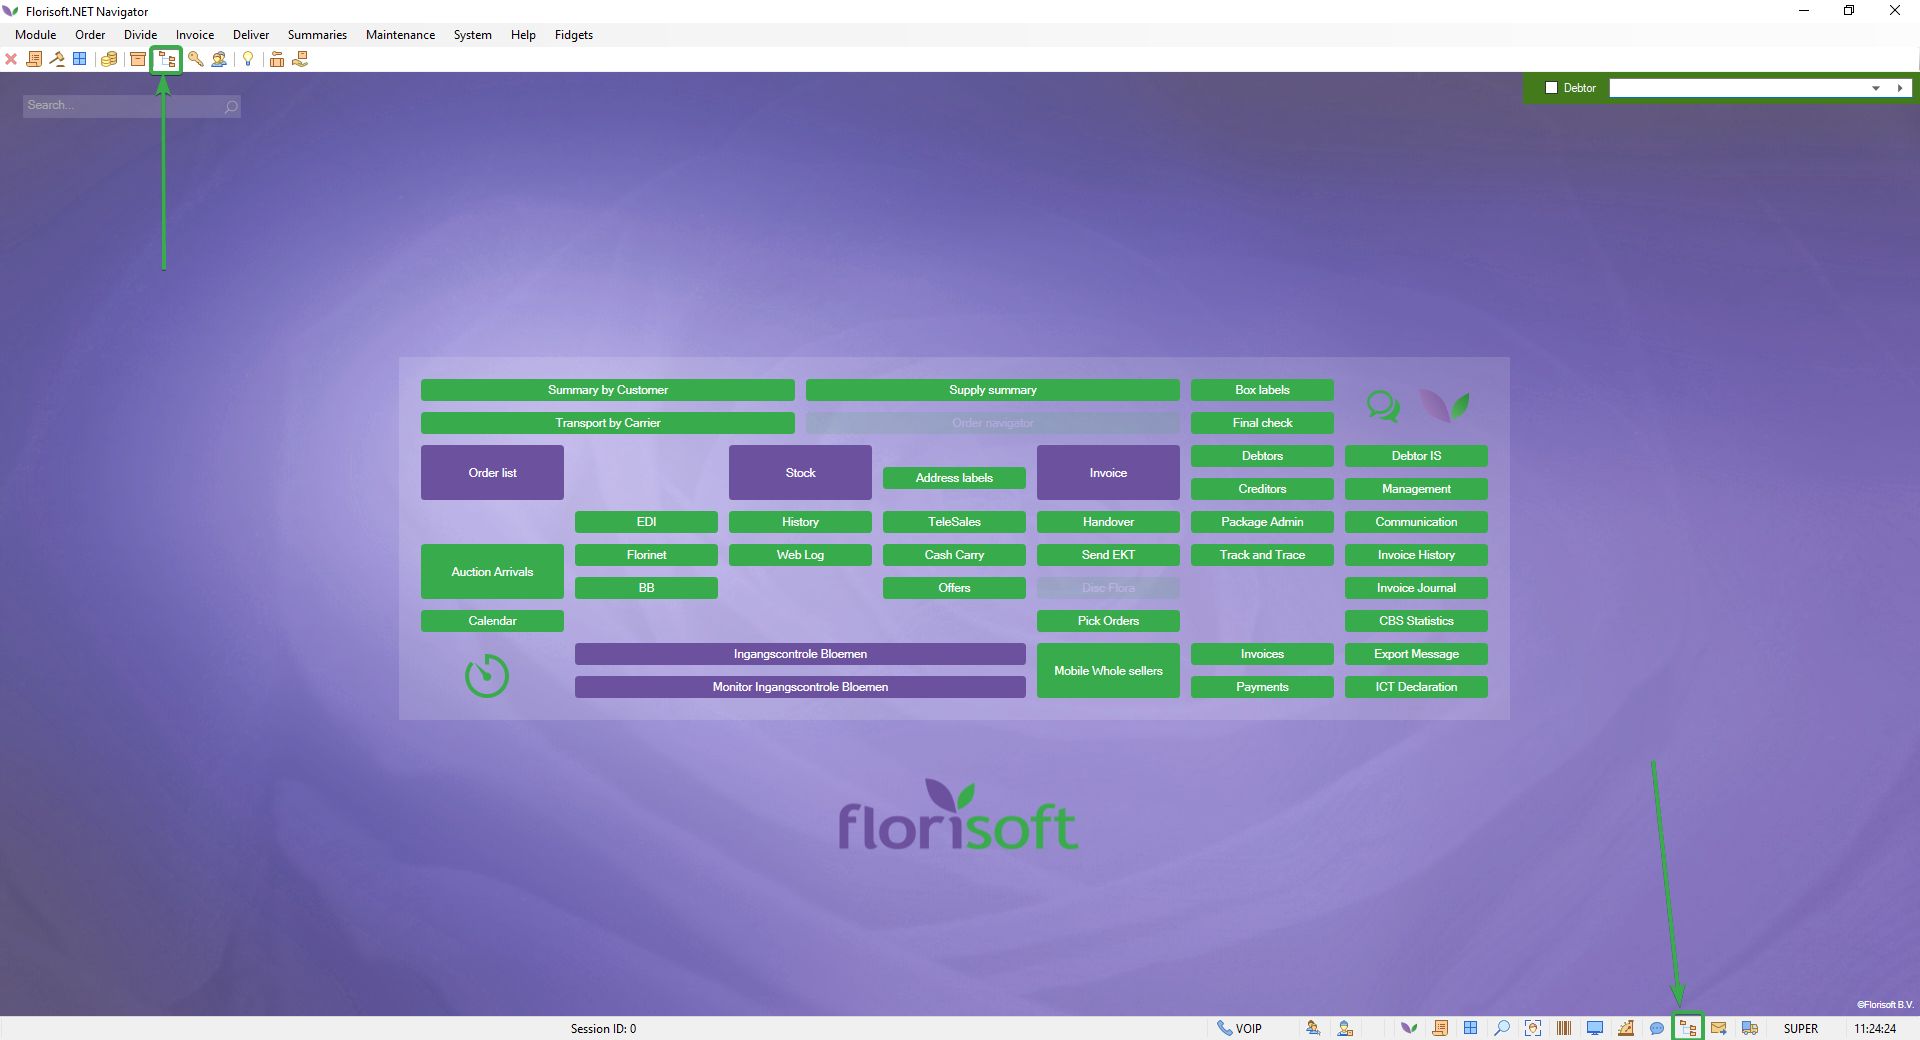 Florisoft.NET Navigator
Module Order Divide Invoice Deliver Summaries Maintenance System Help Fidgets
Search...
Debtor
Summary by Customer Supply summary Box labels
Transport by Carrier Order navigator Final check
Order list Stock Address labels Invoice Debtors Debtor IS
Creditors Management
EDI History TeleSales Handover Package Admin Communication
Auction Arrivals Florinet Web Log Cash Carry Send EKT Track and Trace Invoice History
BB Offers Disc Flora Invoice Journal
Calendar Pick Orders CBS Statistics
Ingangscontrole Bloemen Mobile Whole sellers Invoices Export Message
Monitor Ingangscontrole Bloemen Payments ICT Declaration
florisoft
©Florisoft B.V.
Session ID: 0 VOIP SUPER 11:24:24